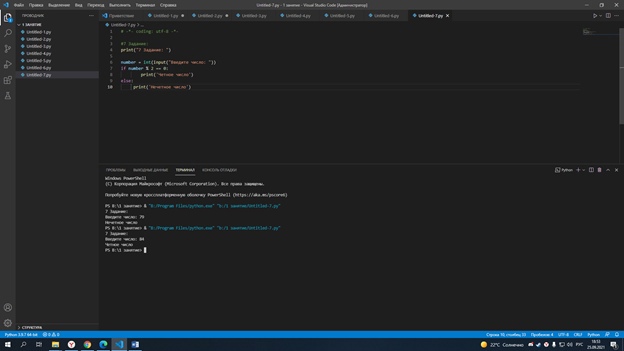 Файл Правка Выделение Вид Переход Выполнить Терминал Справка
Untitled-7.py - 1 занятие - Visual Studio Code [Администратор]
ПРОВОДНИК
Приветствие Untitled-1.py Untitled-2.py Untitled-3.py Untitled-4.py Untitled-5.py Untitled-6.py Untitled-7.py
1 ЗАНЯТИЕ
Untitled-1.py
Untitled-2.py
Untitled-3.py
Untitled-4.py
Untitled-5.py
Untitled-6.py
Untitled-7.py
Untitled-7.py > ...
1 # -*- coding: utf-8 -*-
2
3 #7 Задание:
4 print("7 Задание: ")
5
6 number = int(input("Введите число: "))
7 if number % 2 == 0:
8 print('Четное число')
9 else:
10 print('Нечетное число')
ПРОБЛЕМЫ ВЫХОДНЫЕ ДАННЫЕ ТЕРМИНАЛ КОНСОЛЬ ОТЛАДКИ
Python
Windows PowerShell
(C) Корпорация Майкрософт (Microsoft Corporation). Все права защищены.
Попробуйте новую кроссплатформенную оболочку PowerShell (https://aka.ms/pscore6)
PS D:\1 занятие> & "D:/Program Files/python.exe" "d:/1 занятие/Untitled-7.py"
7 Задание:
Введите число: 79
Нечетное число
PS D:\1 занятие> & "D:/Program Files/python.exe" "d:/1 занятие/Untitled-7.py"
7 Задание:
Введите число: 84
Четное число
PS D:\1 занятие>
СТРУКТУРА
Python 3.9.7 64-bit 0 0
Строка 10, столбец 15 Пробелов: 4 UTF-8 CRLF Python
22°C Солнечно
РУС
18:53
25.09.2021